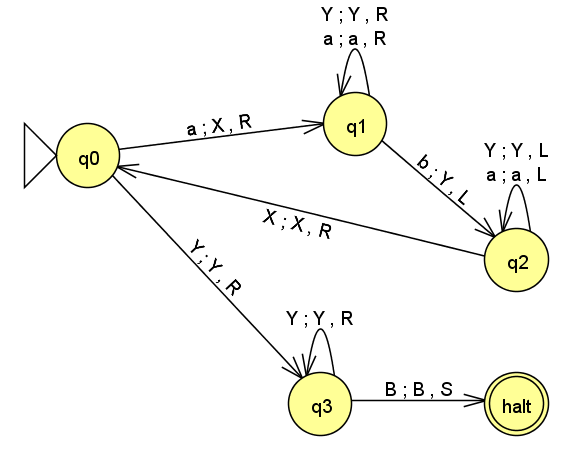 Y ; Y , R
a ; a , R
q1
a ; X , R
q0
b ; Y , L
Y ; Y , L
a ; a , L
X ; X , R
q2
Y ; Y , R
Y ; Y , R
q3
B ; B , S
halt